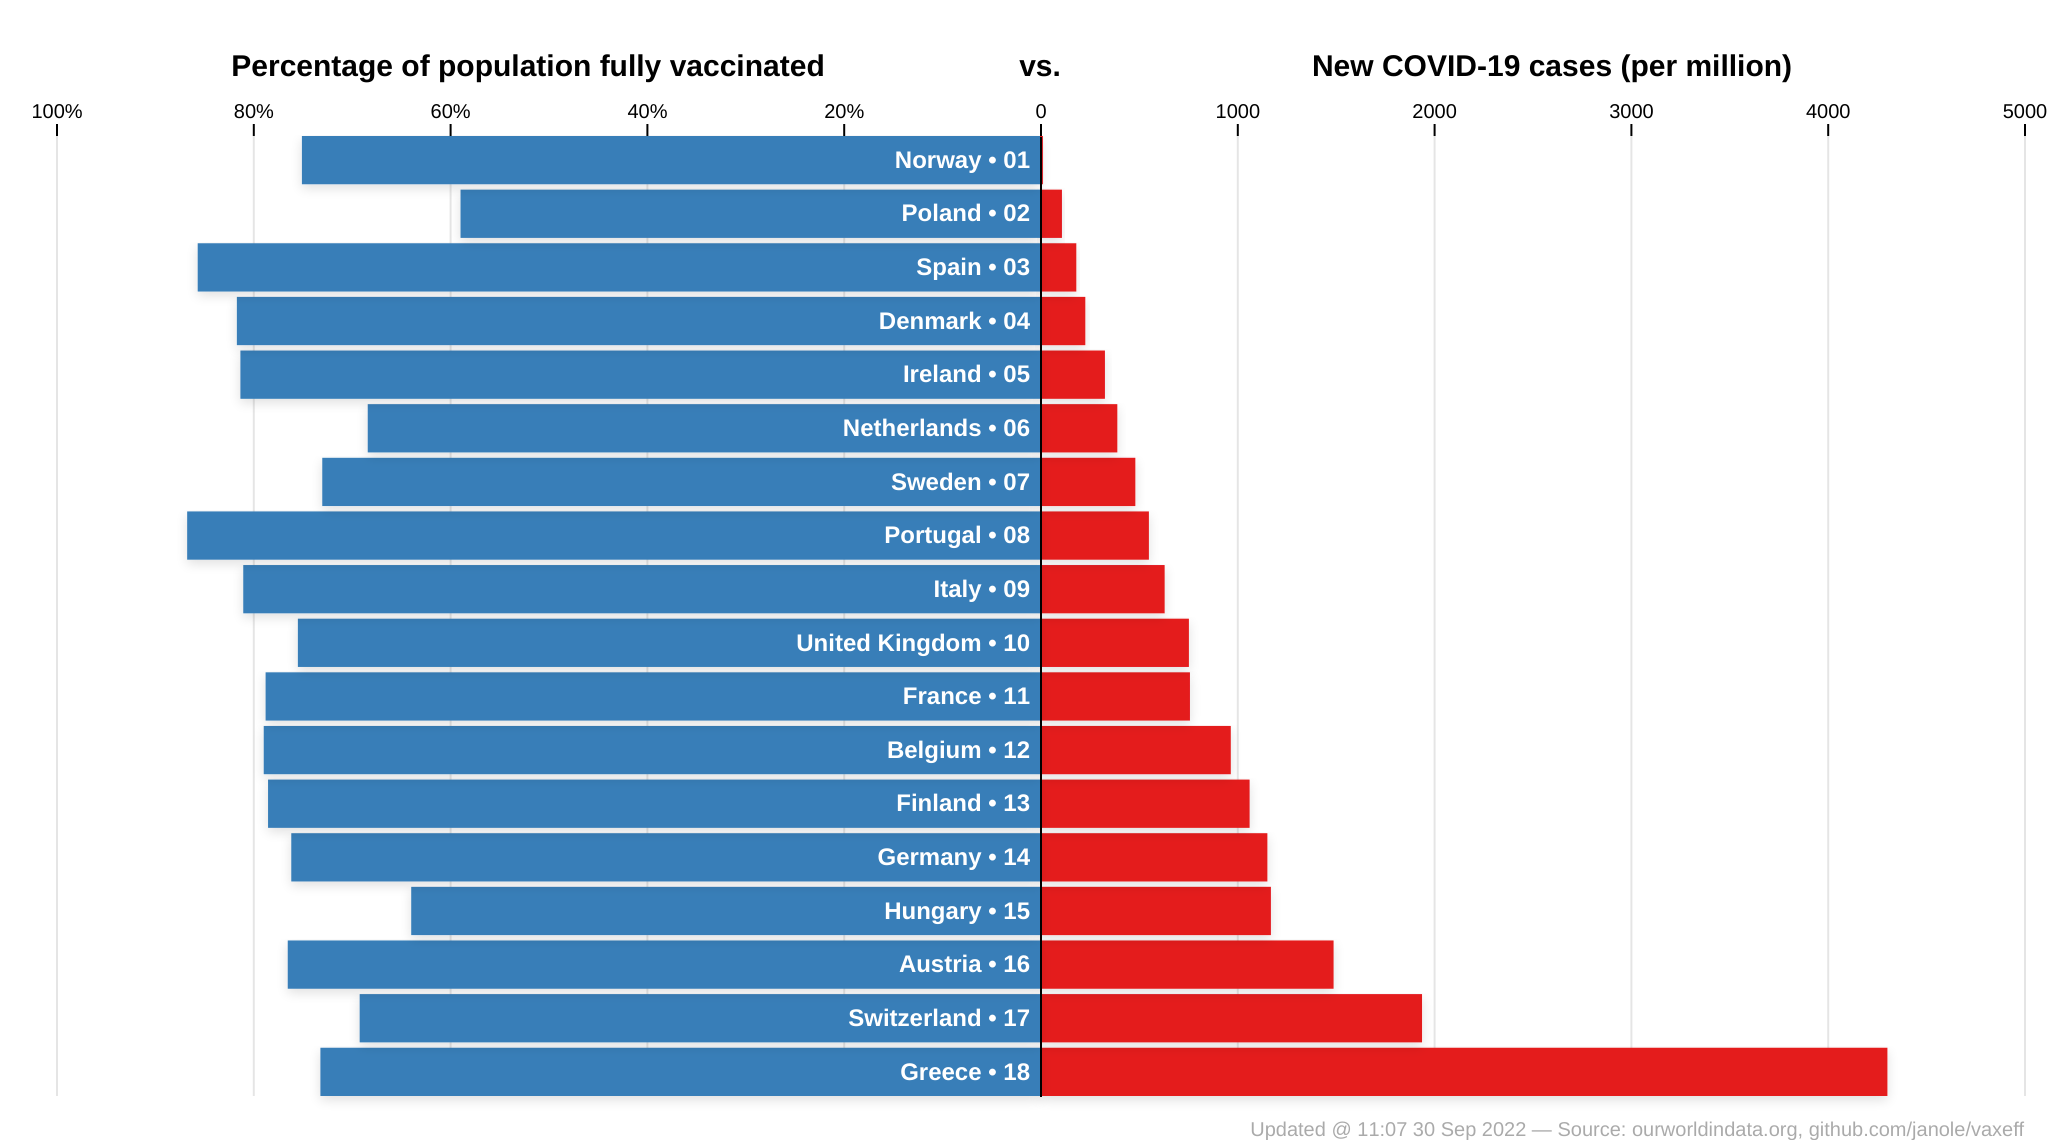 Percentage of population fully vaccinated vs. New COVID-19 cases (per million)
100% 80% 60% 40% 20% 0 1000 2000 3000 4000 5000
Norway • 01
Poland • 02
Spain • 03
Denmark • 04
Ireland • 05
Netherlands • 06
Sweden • 07
Portugal • 08
Italy • 09
United Kingdom • 10
France • 11
Belgium • 12
Finland • 13
Germany • 14
Hungary • 15
Austria • 16
Switzerland • 17
Greece • 18
Updated @ 11:07 30 Sep 2022 — Source: ourworldindata.org, github.com/janole/vaxeff